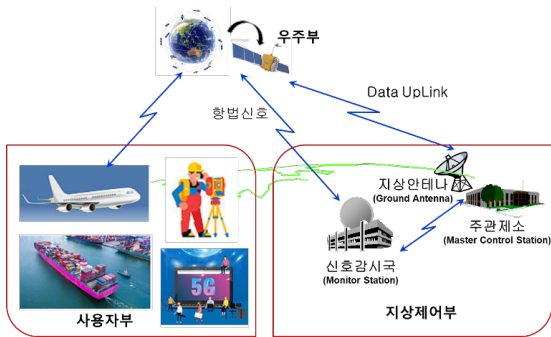 우주부
Data UpLink
항법신호
지상안테나
(Ground Antenna)
주관제소
(Master Control Station)
신호감시국
(Monitor Station)
5G
사용자부
지상제어부